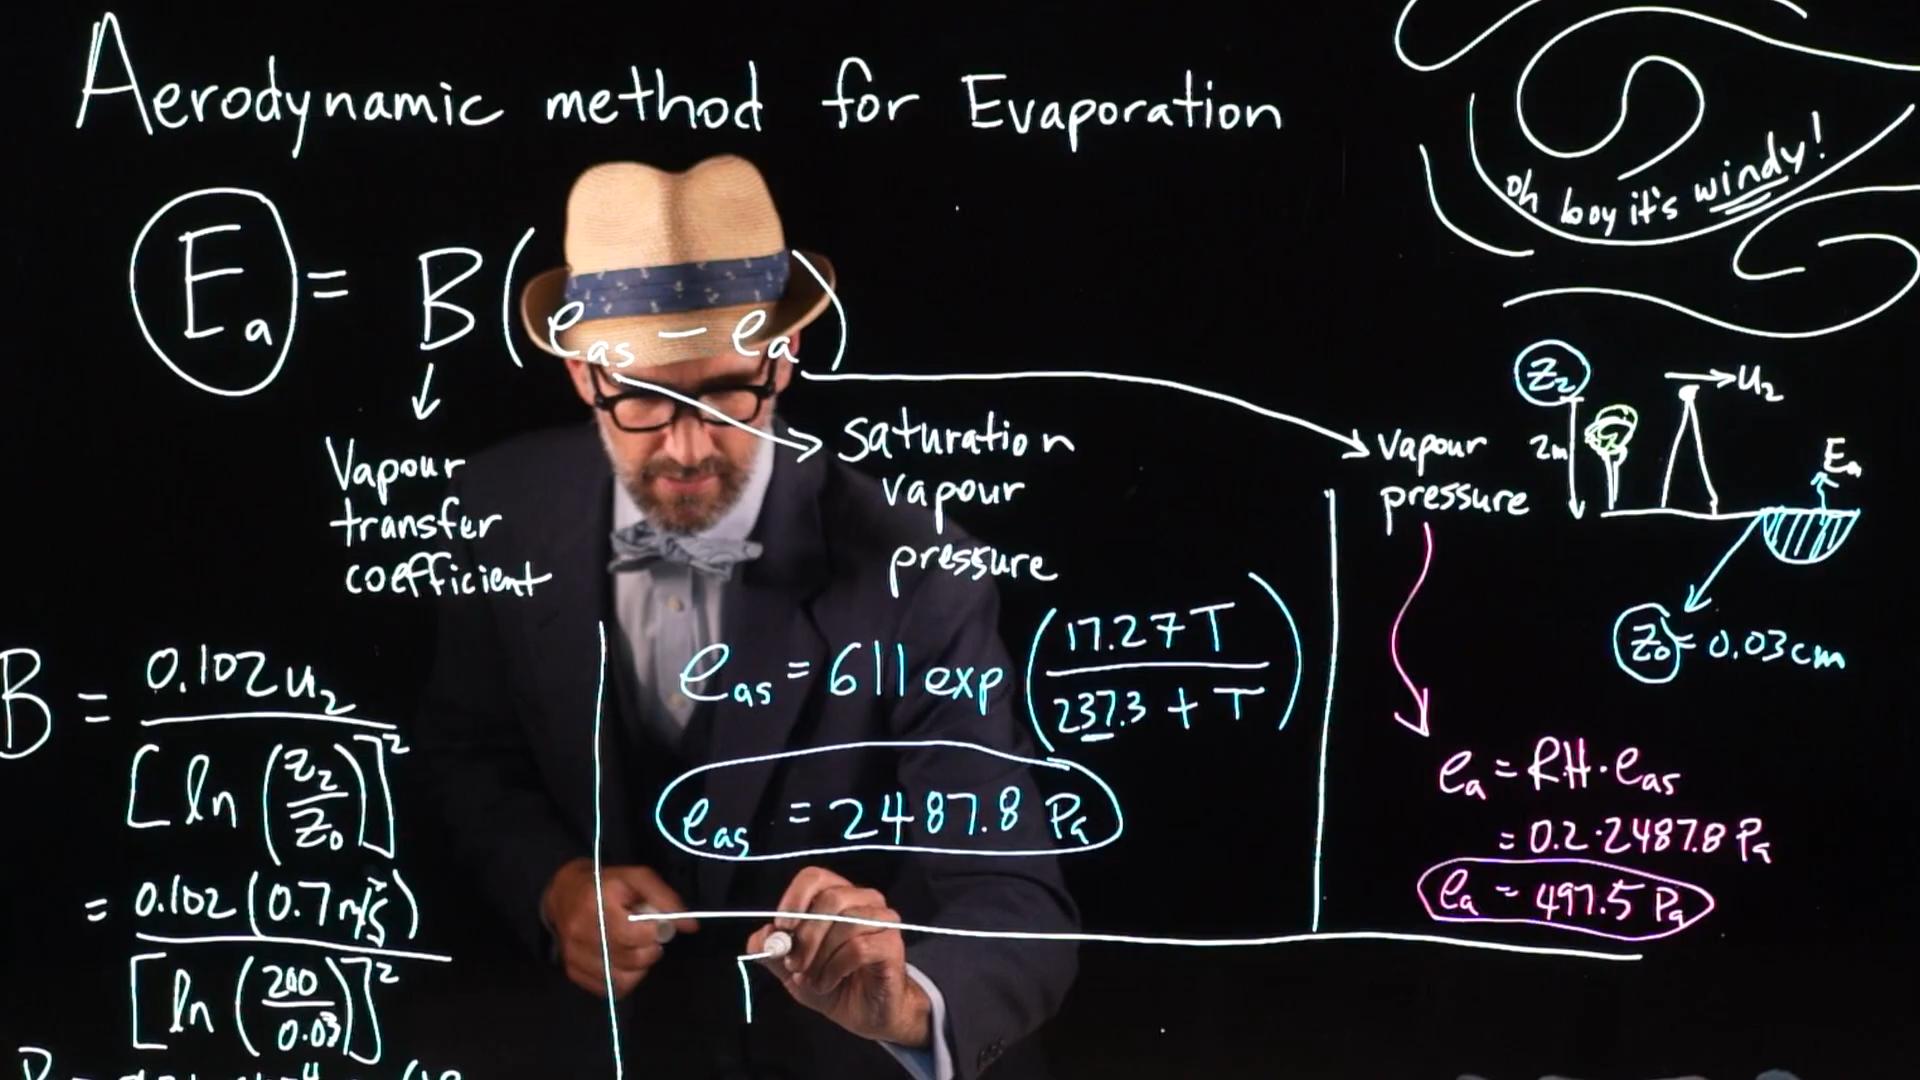 Aerodynamic method for Evaporation
oh boy it's windy!
Ea = B(eas - ea)
Z2
u2
2m
Ea
Z0 = 0.03cm
Vapour
transfer
coefficient
saturation
vapour
pressure
vapour
pressure
B = 0.102u2
[ln(Z2/Z0)]²
= 0.102(0.7m/s)
[ln(200/0.03)]²
eas = 611 exp(17.27T/237.3 + T)
eas = 2487.8 Pa
ea = RH·eas
= 0.2·2487.8 Pa
ea = 497.5 Pa